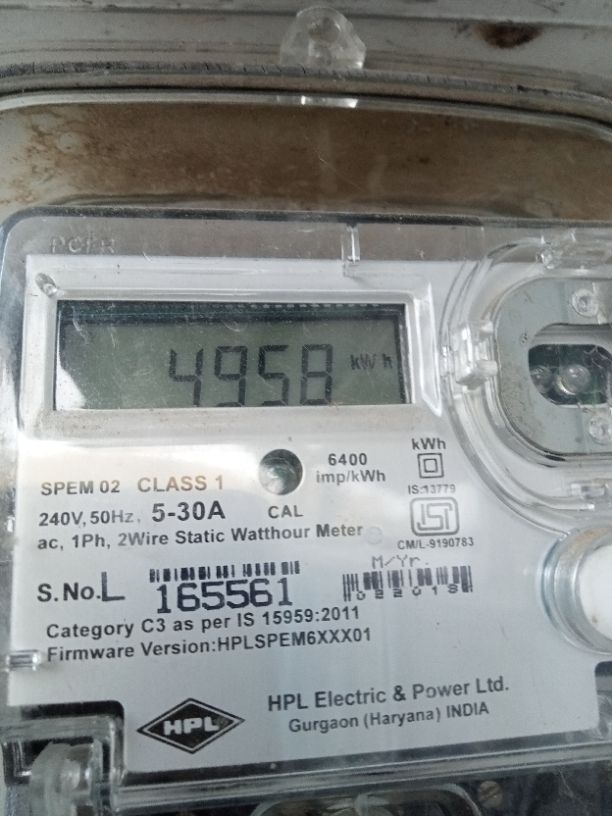 4958 kWh
6400
imp/kWh
kWh
IS:13779
SPEM 02 CLASS 1
240V, 50Hz, 5-30A CAL
ac, 1Ph, 2Wire Static Watthour Meter
ISI
CM/L-9190783
M/Yr.
S.No.L 165561
022018
Category C3 as per IS 15959:2011
Firmware Version:HPLSPEM6XXX01
HPL
HPL Electric & Power Ltd.
Gurgaon (Haryana) INDIA